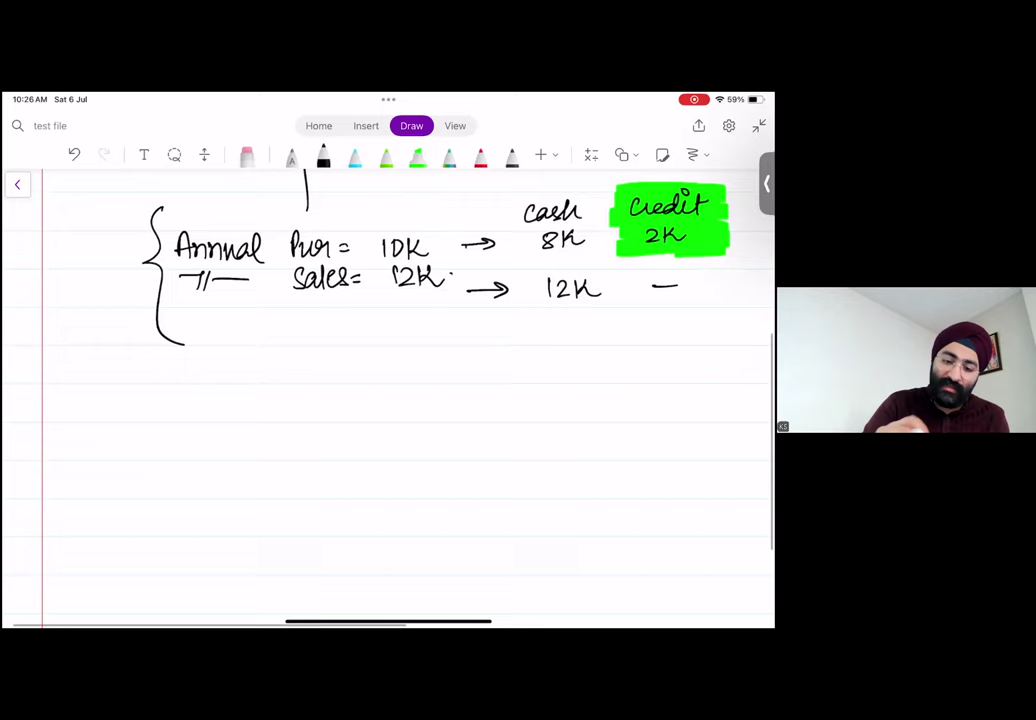 10:26 AM Sat 6 Jul
59%
test file
Home Insert Draw View
T
A
Cash Credit
Annual Pur = 10K → 8K 2K
—〃— Sales = 12K → 12K —
KS